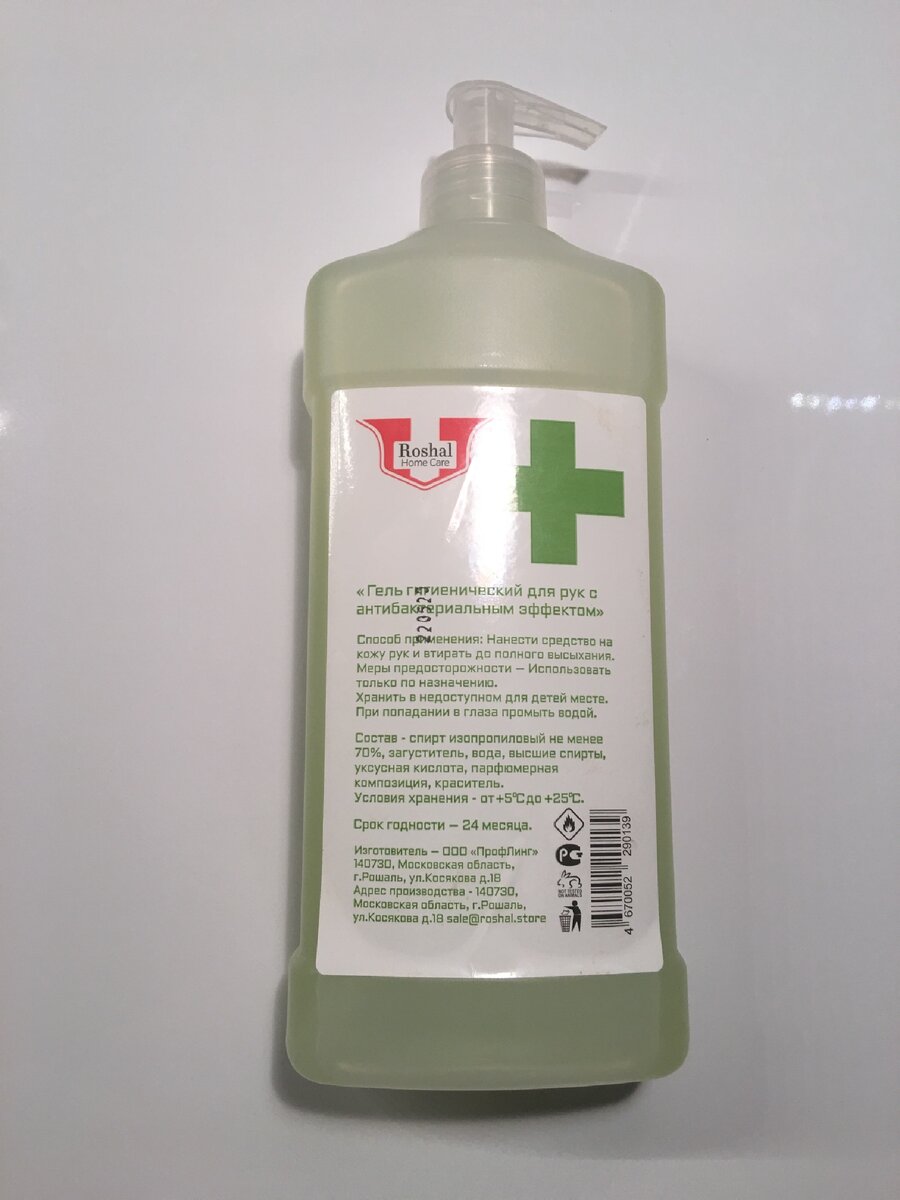 Roshal
Home Care
«Гель гигиенический для рук с
антибактериальным эффектом»
Способ применения: Нанести средство на
кожу рук и втирать до полного высыхания.
Меры предосторожности – Использовать
только по назначению.
Хранить в недоступном для детей месте.
При попадании в глаза промыть водой.
Состав - спирт изопропиловый не менее
70%, загуститель, вода, высшие спирты,
уксусная кислота, парфюмерная
композиция, краситель.
Условия хранения - от +5°C до +25°C.
Срок годности – 24 месяца.
Изготовитель – ООО «ПрофЛинг»
140730, Московская область,
г.Рошаль, ул.Косякова д.18
Адрес производства - 140730,
Московская область, г.Рошаль,
ул.Косякова д.18 sale@roshal.store
NOT TESTED
ON ANIMALS
4 670052 290139